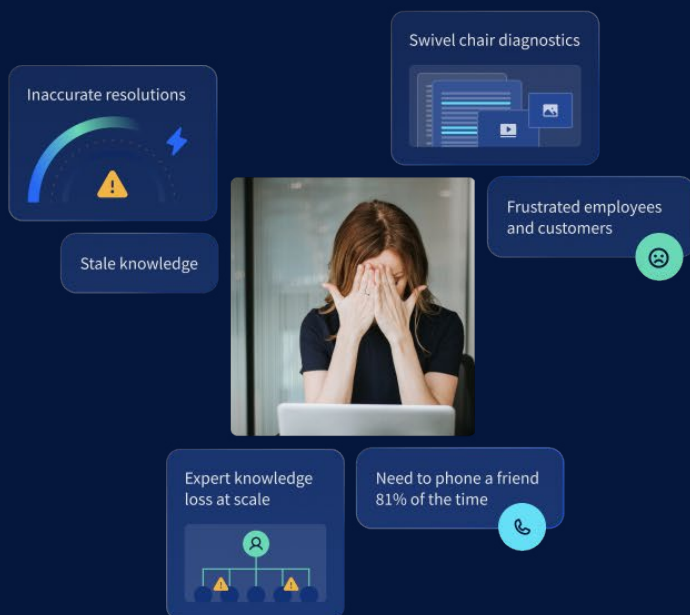 Swivel chair diagnostics
Inaccurate resolutions
Frustrated employees
and customers
Stale knowledge
Expert knowledge
loss at scale
Need to phone a friend
81% of the time